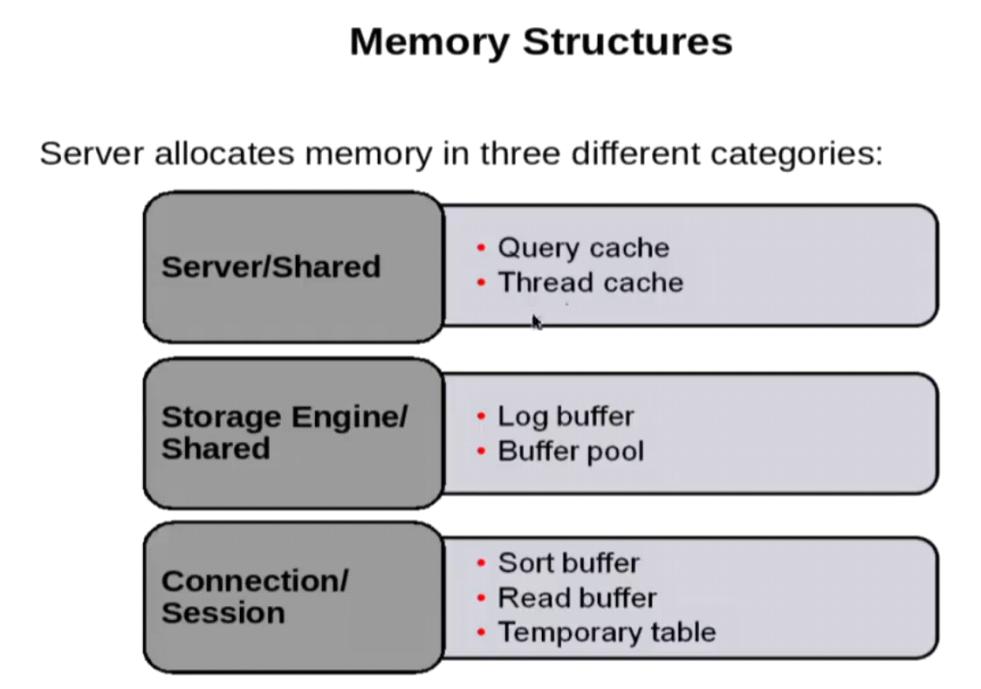 Memory Structures
Server allocates memory in three different categories:
Server/Shared
• Query cache
• Thread cache
Storage Engine/
Shared
• Log buffer
• Buffer pool
Connection/
Session
• Sort buffer
• Read buffer
• Temporary table